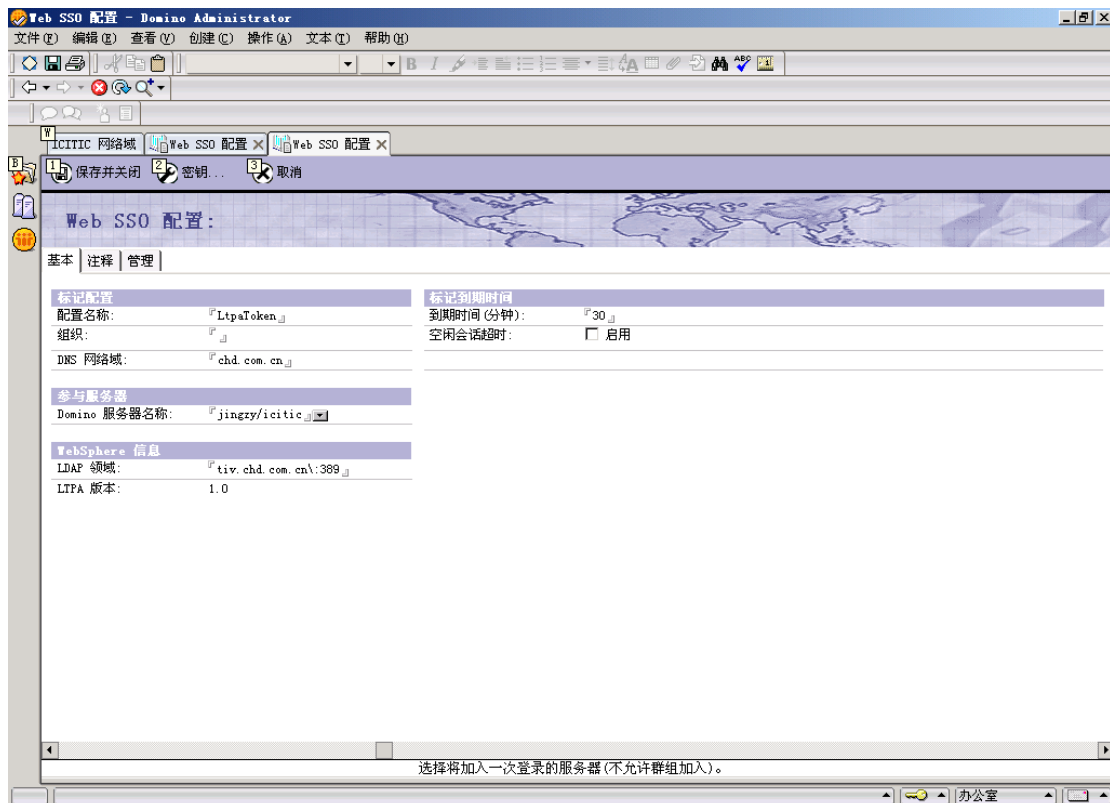 Web SSO 配置 - Domino Administrator
文件(F) 编辑(E) 查看(V) 创建(C) 操作(A) 文本(T) 帮助(H)
W
ICITIC 网络域 Web SSO 配置 Web SSO 配置
B 1 保存并关闭 2 密钥... 3 取消
Web SSO 配置:
基本 注释 管理
标记配置 标记到期时间
配置名称: 『LtpaToken』 到期时间(分钟): 『30』
组织: 『 』 空闲会话超时: 启用
DNS 网络域: 『chd.com.cn』
参与服务器
Domino 服务器名称: 『jingzy/icitic』
WebSphere 信息
LDAP 领域: 『tiv.chd.com.cn\:389』
LTPA 版本: 1.0
选择将加入一次登录的服务器(不允许群组加入)。
办公室